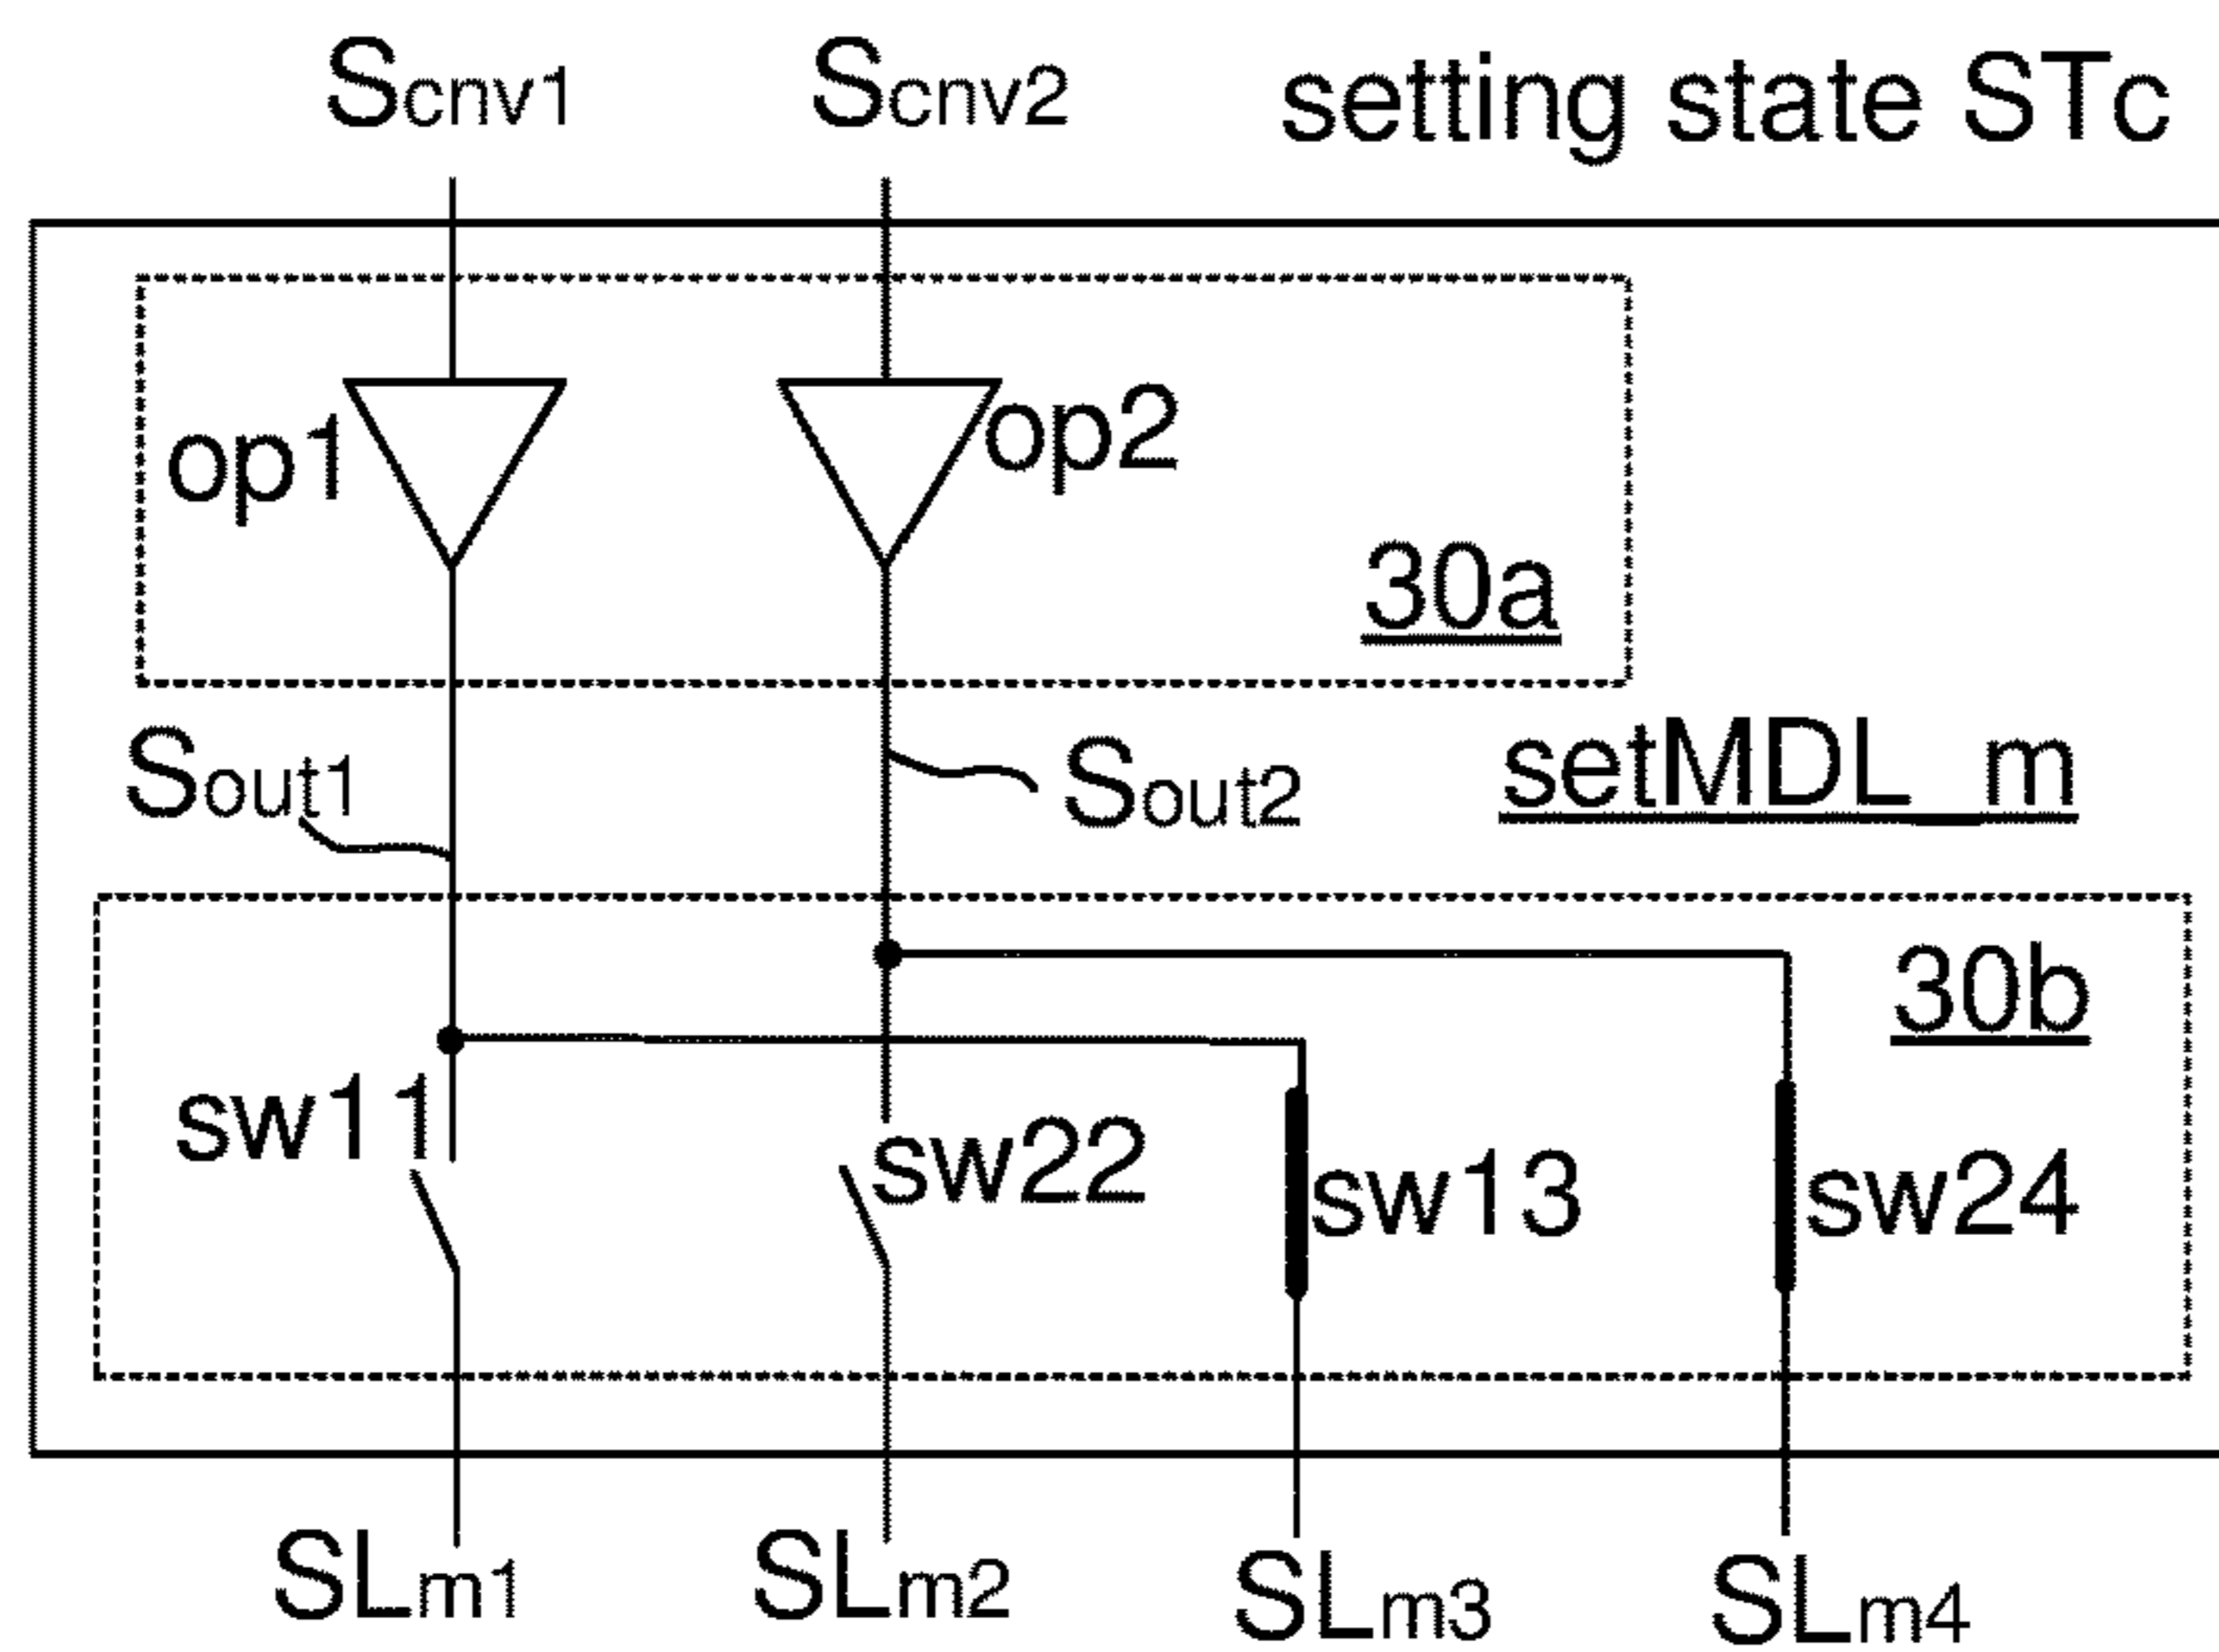 Scnv1 Scnv2 setting state STc
op1 op2
30a
Sout1 Sout2 setMDL_m
30b
sw11 sw22 sw13 sw24
SLm1 SLm2 SLm3 SLm4